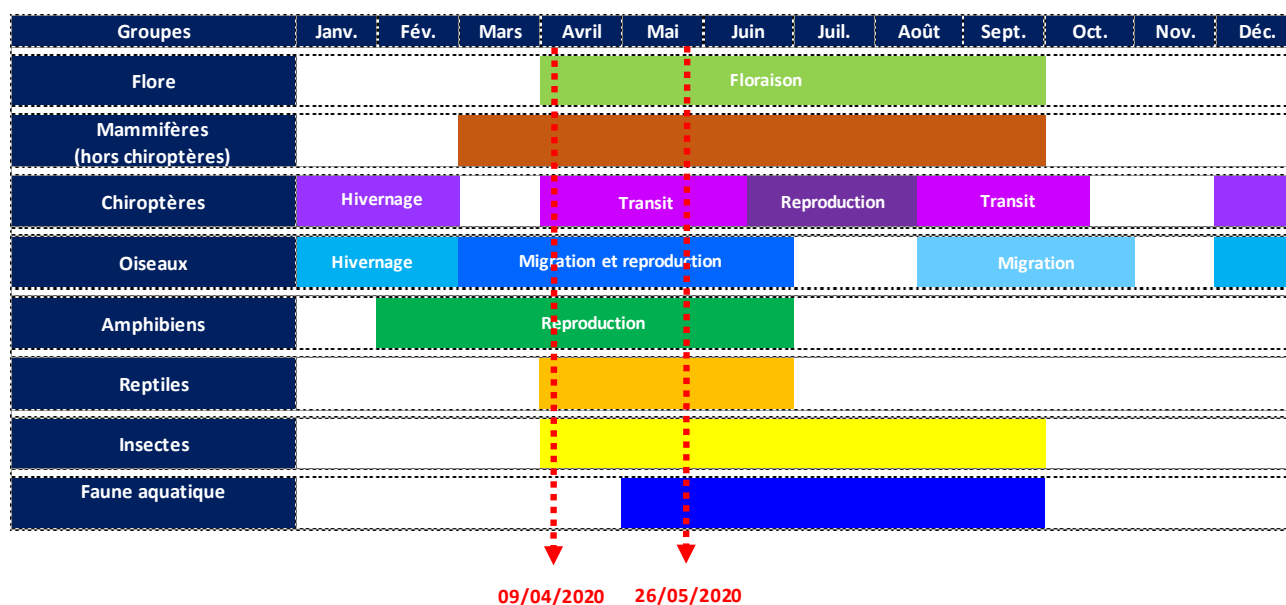 Groupes Janv. Fév. Mars Avril Mai Juin Juil. Août Sept. Oct. Nov. Déc.
Flore Floraison
Mammifères
(hors chiroptères)
Chiroptères Hivernage Transit Reproduction Transit
Oiseaux Hivernage Migration et reproduction Migration
Amphibiens Reproduction
Reptiles
Insectes
Faune aquatique
09/04/2020 26/05/2020